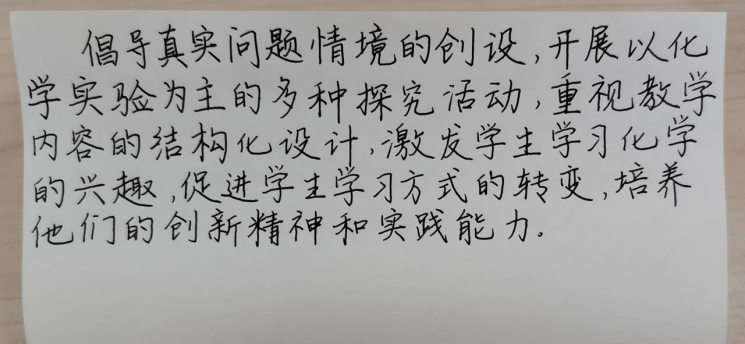 倡导真实问题情境的创设,开展以化
学实验为主的多种探究活动,重视教学
内容的结构化设计,激发学生学习化学
的兴趣,促进学生学习方式的转变,培养
他们的创新精神和实践能力.